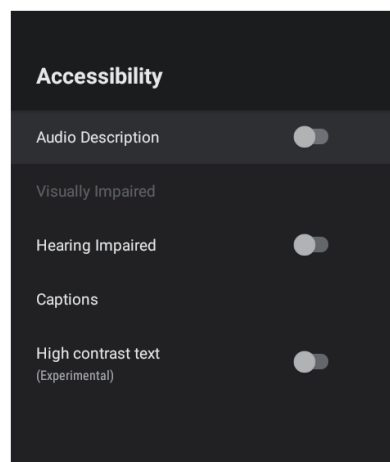 Accessibility
Audio Description
Visually Impaired
Hearing Impaired
Captions
High contrast text
(Experimental)